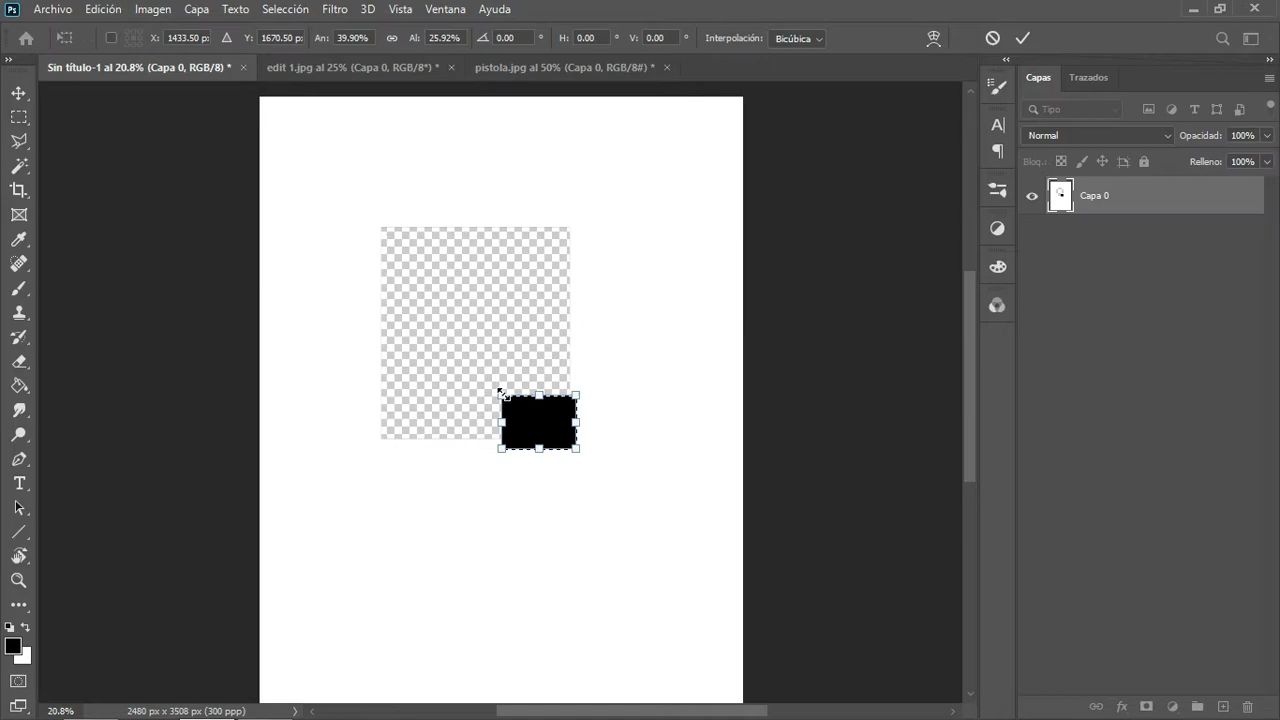 Ps Archivo Edición Imagen Capa Texto Selección Filtro 3D Vista Ventana Ayuda
X: 1433.50 px Y: 1670.50 px An: 39.90% Al: 25.92% 0.00 ° H: 0.00 ° V: 0.00 ° Interpolación: Bicúbica
Sin título-1 al 20.8% (Capa 0, RGB/8) * edit 1.jpg al 25% (Capa 0, RGB/8*) * pistola.jpg al 50% (Capa 0, RGB/8#) *
Capas Trazados
Tipo
Normal Opacidad: 100%
Bloq.: Relleno: 100%
Capa 0
20.8% 2480 px x 3508 px (300 ppp)